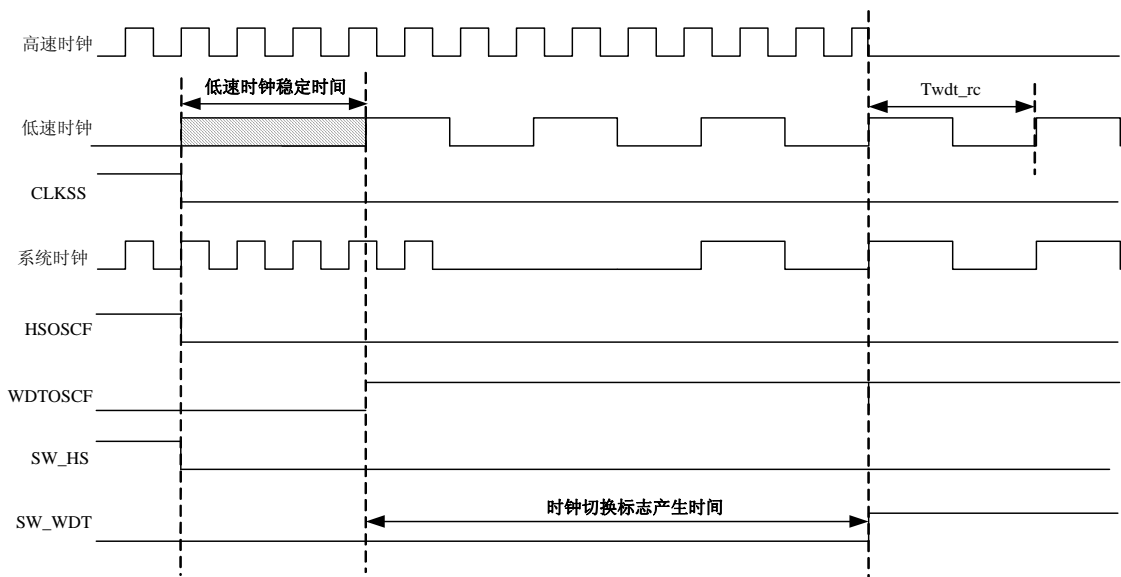 高速时钟
低速时钟稳定时间
Twdt_rc
低速时钟
CLKSS
系统时钟
HSOSCF
WDTOSCF
SW_HS
时钟切换标志产生时间
SW_WDT